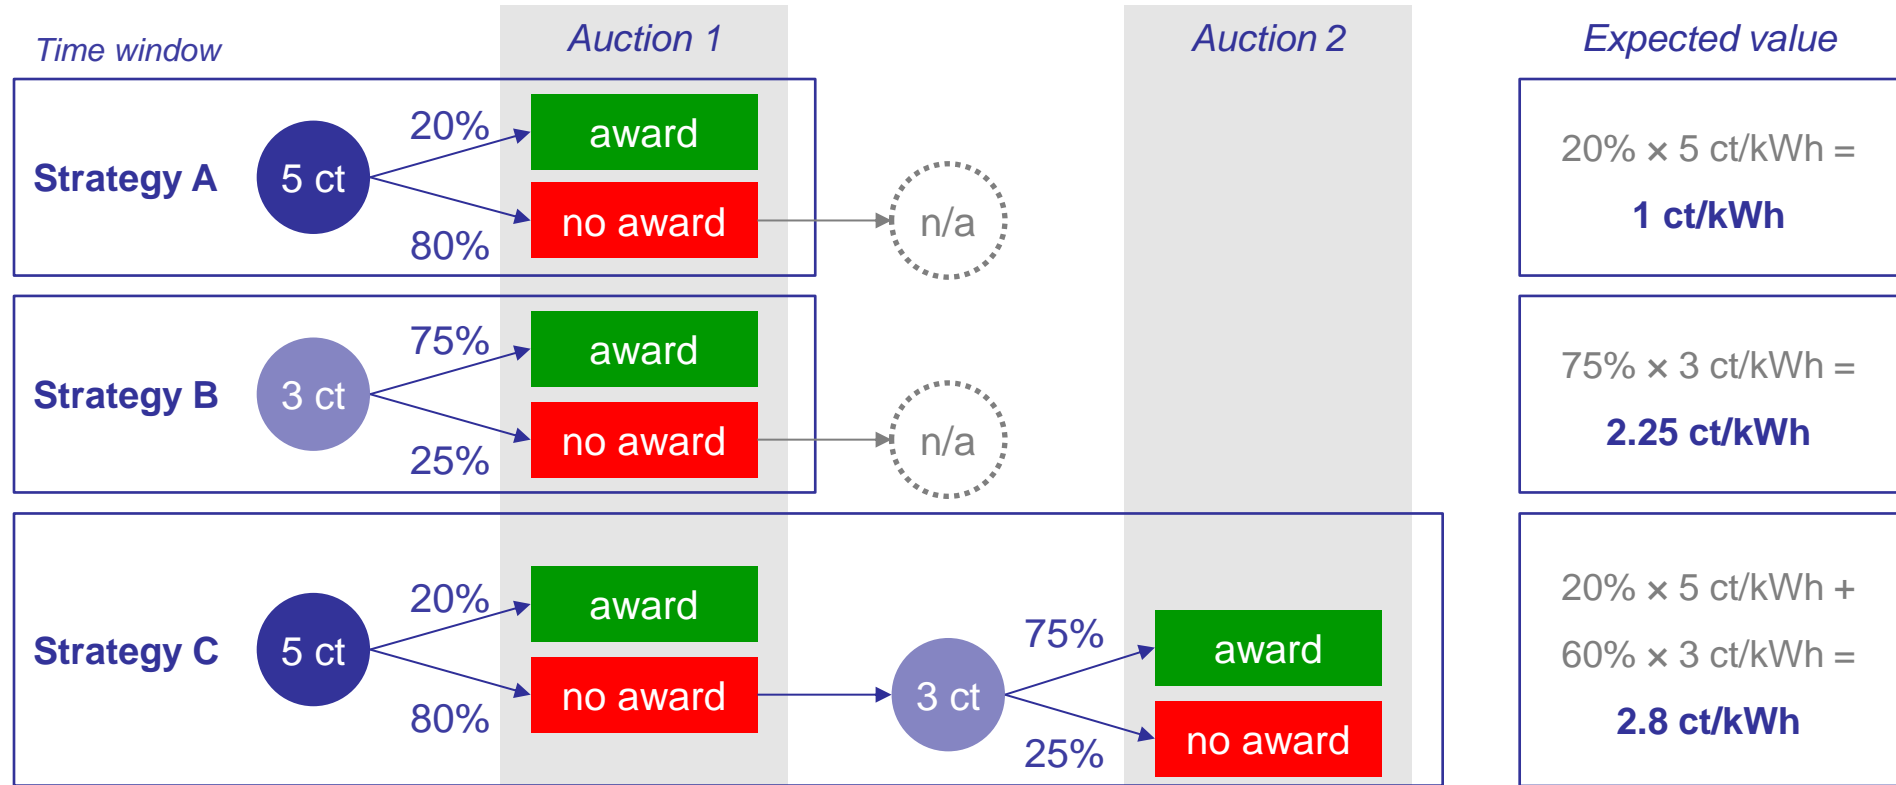 Time window
Auction 1
Auction 2
Expected value
Strategy A
5 ct
20%
80%
award
no award
n/a
20% × 5 ct/kWh =
1 ct/kWh
Strategy B
3 ct
75%
25%
award
no award
n/a
75% × 3 ct/kWh =
2.25 ct/kWh
Strategy C
5 ct
20%
80%
award
no award
3 ct
75%
25%
award
no award
20% × 5 ct/kWh +
60% × 3 ct/kWh =
2.8 ct/kWh